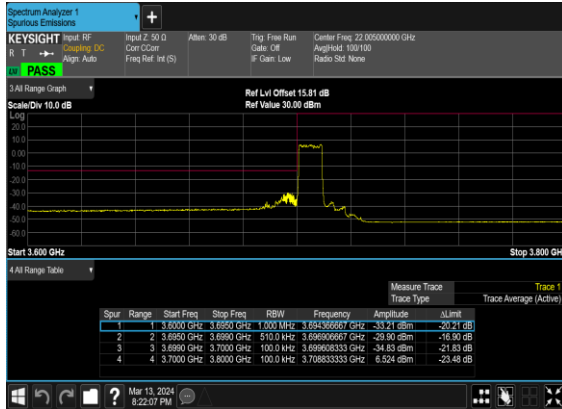 Spectrum Analyzer 1
Spurious Emissions
KEYSIGHT Input: RF Input Z: 50 Ω Atten: 30 dB Trig: Free Run Center Freq: 22.005000000 GHz
R T Coupling: DC Corr CCorr Gate: Off Avg|Hold: 100/100
Align: Auto Freq Ref: Int (S) IF Gain: Low Radio Std: None
PASS
3 All Range Graph
Ref Lvl Offset 15.81 dB
Scale/Div 10.0 dB Ref Value 30.00 dBm
Log
20.0
10.0
0.00
-10.0
-20.0
-30.0
-40.0
-50.0
-60.0
Start 3.600 GHz Stop 3.800 GH
4 All Range Table
Measure Trace Trace 1
Trace Type Trace Average (Active)
Spur Range Start Freq Stop Freq RBW Frequency Amplitude ΔLimit
1 1 3.6000 GHz 3.6950 GHz 1.000 MHz 3.694366667 GHz -33.21 dBm -20.21 dB
2 2 3.6950 GHz 3.6990 GHz 510.0 kHz 3.696906667 GHz -29.90 dBm -16.90 dB
3 3 3.6990 GHz 3.7000 GHz 100.0 kHz 3.699608333 GHz -34.83 dBm -21.83 dB
4 4 3.7000 GHz 3.8000 GHz 100.0 kHz 3.708833333 GHz 6.524 dBm -23.48 dB
Mar 13, 2024
8:22:07 PM